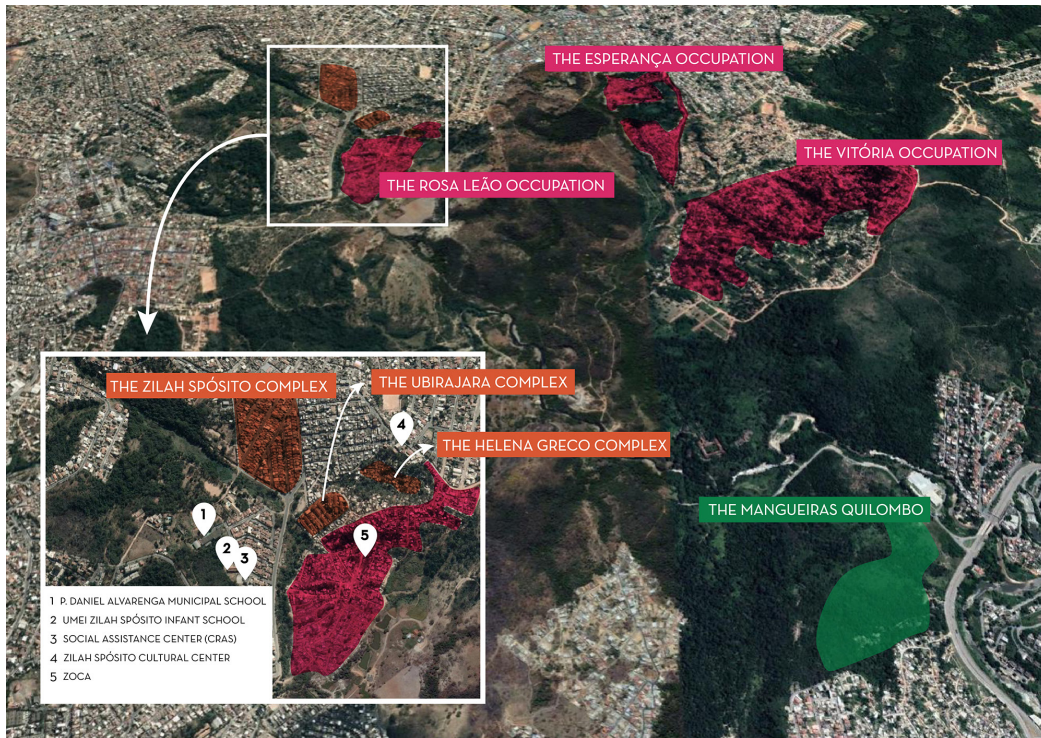 THE ESPERANÇA OCCUPATION
THE VITÓRIA OCCUPATION
THE ROSA LEÃO OCCUPATION
THE ZILAH SPÓSITO COMPLEX
THE UBIRAJARA COMPLEX
4
THE HELENA GRECO COMPLEX
THE MANGUEIRAS QUILOMBO
1
2
3
5
1 P. DANIEL ALVARENGA MUNICIPAL SCHOOL
2 UMEI ZILAH SPÓSITO INFANT SCHOOL
3 SOCIAL ASSISTANCE CENTER (CRAS)
4 ZILAH SPÓSITO CULTURAL CENTER
5 ZOCA